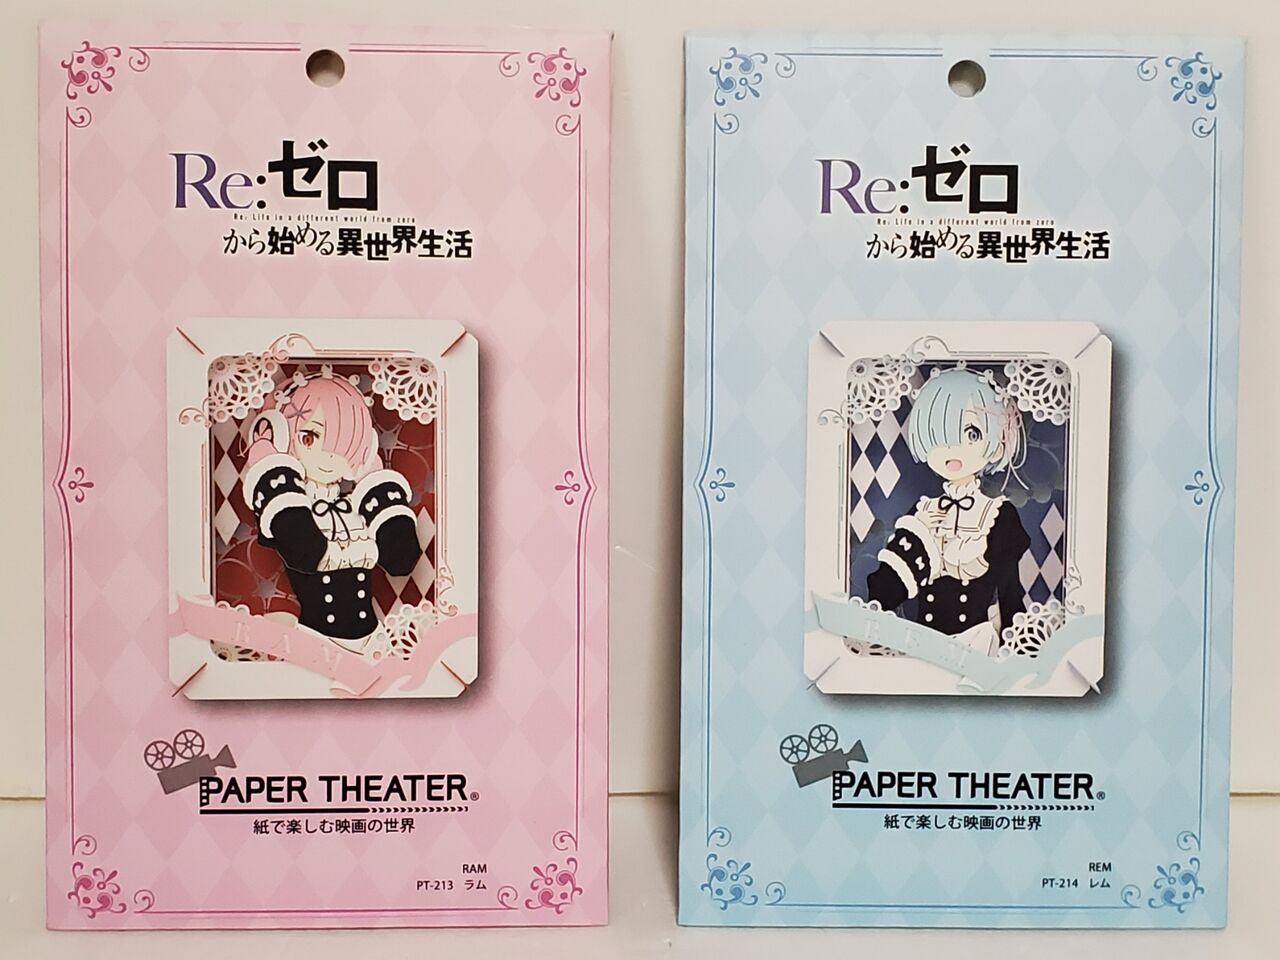 Re:ゼロ
Re: Life in a different world from zero
から始める異世界生活
RAM
PAPER THEATER®
紙で楽しむ映画の世界
RAM
PT-213 ラム
Re:ゼロ
Re: Life in a different world from zero
から始める異世界生活
REM
PAPER THEATER®
紙で楽しむ映画の世界
REM
PT-214 レム